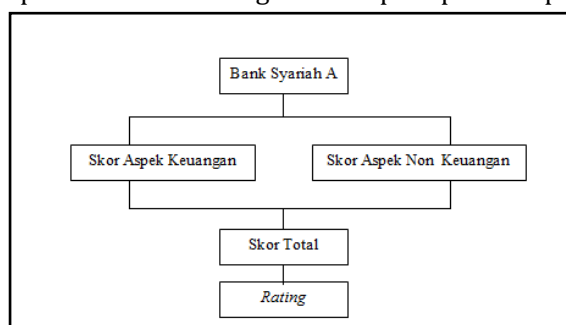 Bank Syariah A
Skor Aspek Keuangan
Skor Aspek Non Keuangan
Skor Total
Rating